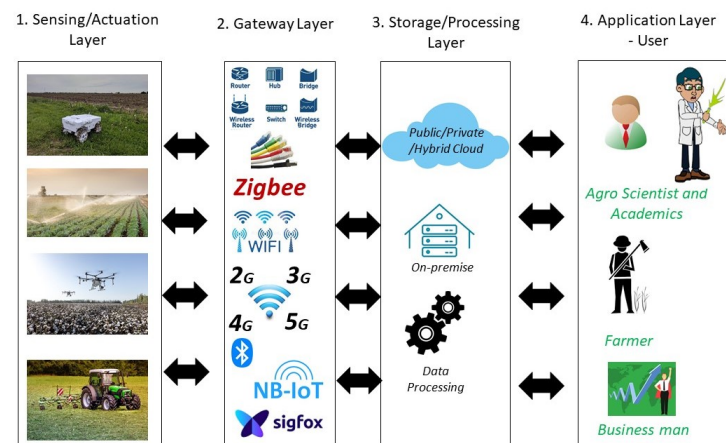 1. Sensing/Actuation
Layer
2. Gateway Layer
3. Storage/Processing
Layer
4. Application Layer
- User
Router
Hub
Bridge
Wireless
Router
Switch
Wireless
Bridge
Zigbee
WIFI
2G
3G
4G
5G
NB-IoT
sigfox
Public/Private
/Hybrid Cloud
On-premise
Data
Processing
Agro Scientist and
Academics
Farmer
Business man